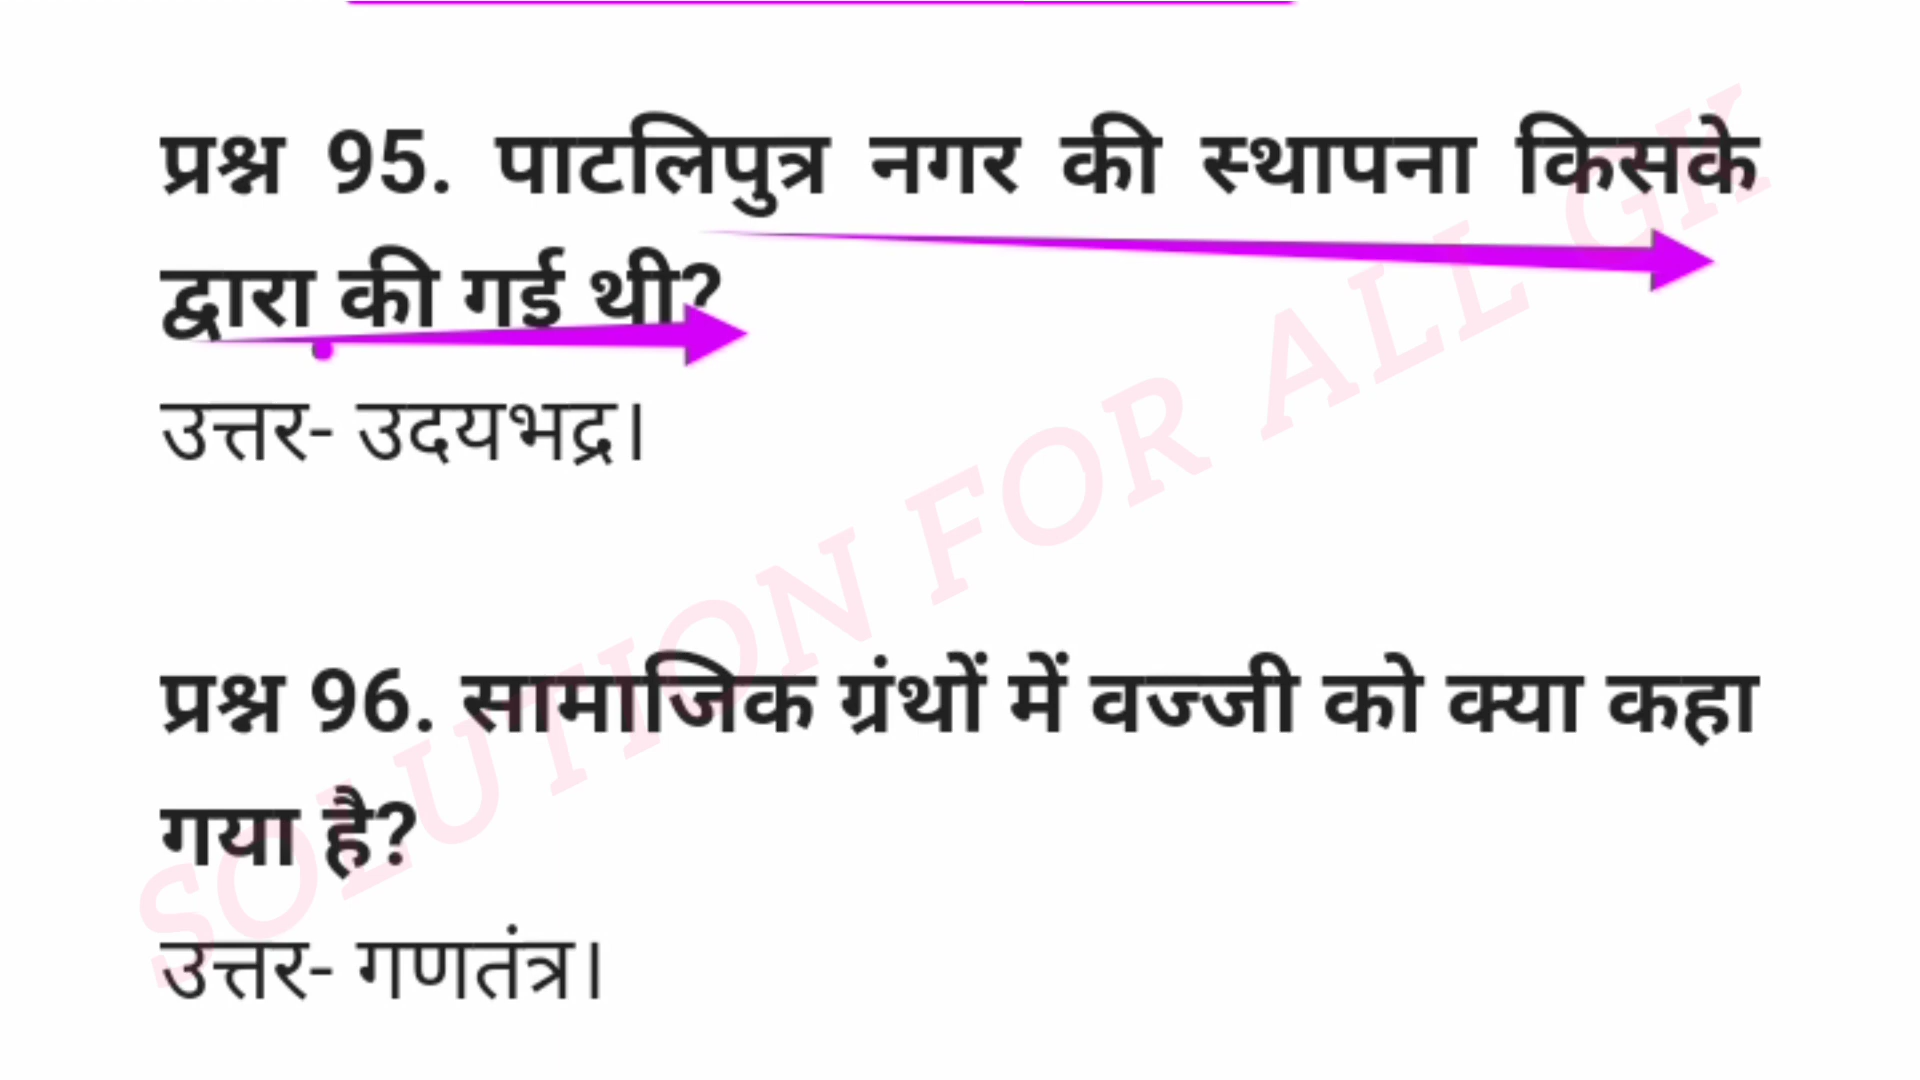 प्रश्न 95. पाटलिपुत्र नगर की स्थापना किसके
द्वारा की गई थी?
उत्तर- उदयभद्र।
प्रश्न 96. सामाजिक ग्रंथों में वज्जी को क्या कहा
गया है?
उत्तर- गणतंत्र।
SOLUTION FOR ALL GK